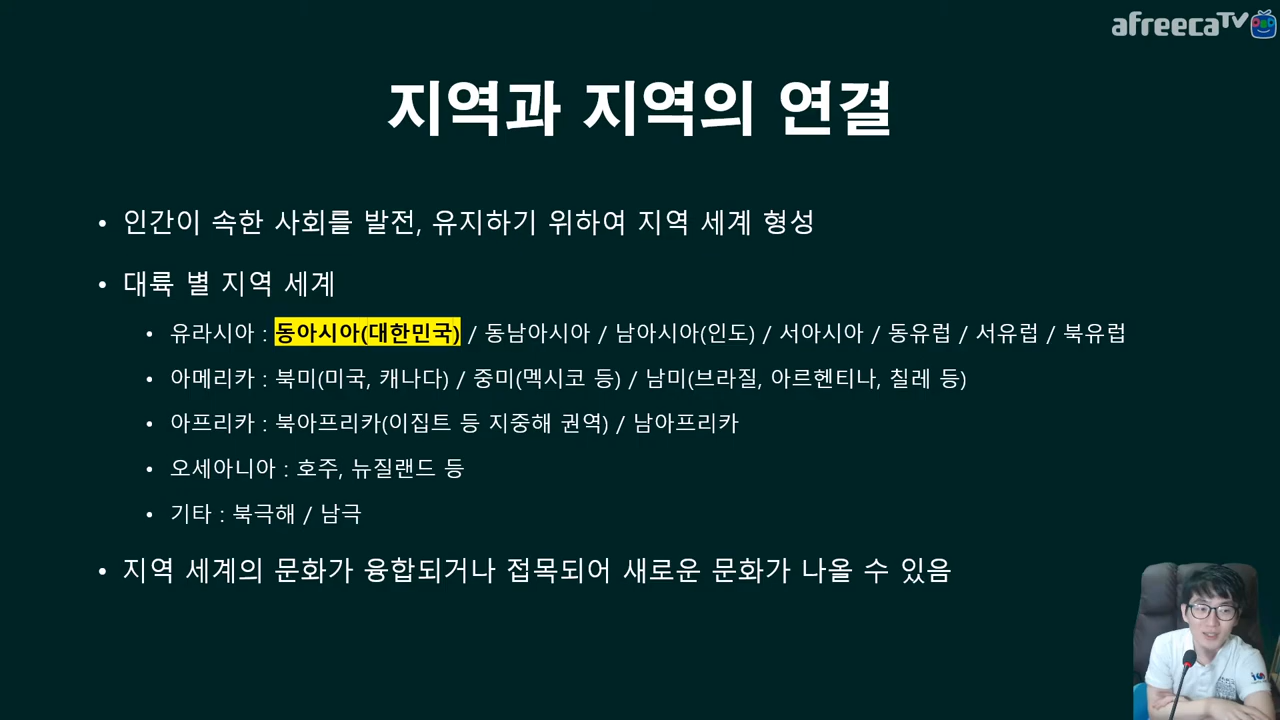 afreecaTV
지역과 지역의 연결
• 인간이 속한 사회를 발전, 유지하기 위하여 지역 세계 형성
• 대륙 별 지역 세계
• 유라시아 : 동아시아(대한민국) / 동남아시아 / 남아시아(인도) / 서아시아 / 동유럽 / 서유럽 / 북유럽
• 아메리카 : 북미(미국, 캐나다) / 중미(멕시코 등) / 남미(브라질, 아르헨티나, 칠레 등)
• 아프리카 : 북아프리카(이집트 등 지중해 권역) / 남아프리카
• 오세아니아 : 호주, 뉴질랜드 등
• 기타 : 북극해 / 남극
• 지역 세계의 문화가 융합되거나 접목되어 새로운 문화가 나올 수 있음